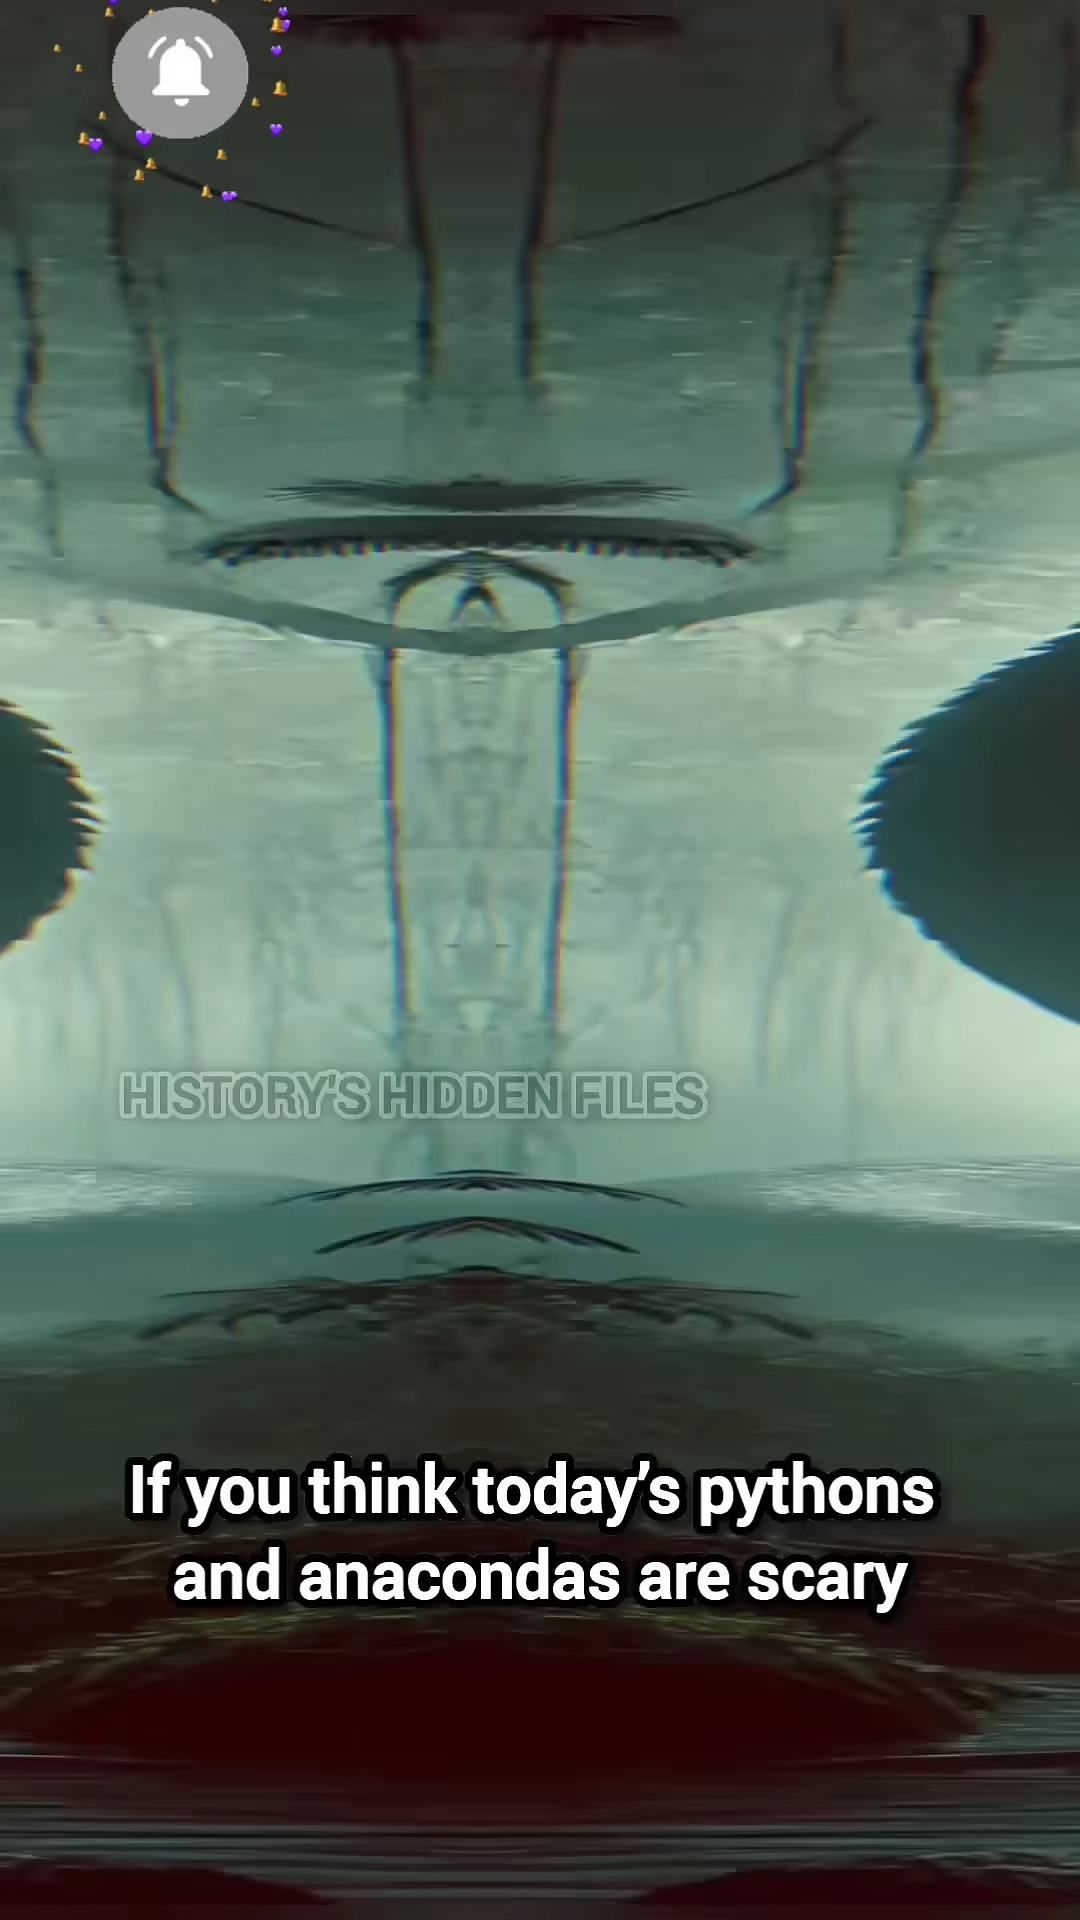 HISTORY'S HIDDEN FILES
If you think today's pythons
and anacondas are scary